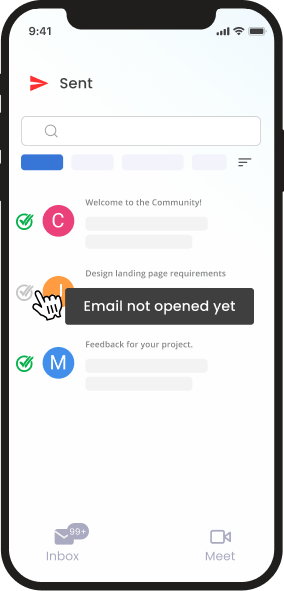 9:41
Sent
Welcome to the Community!
C
Design landing page requirements
Email not opened yet
Feedback for your project.
M
99+
Inbox
Meet